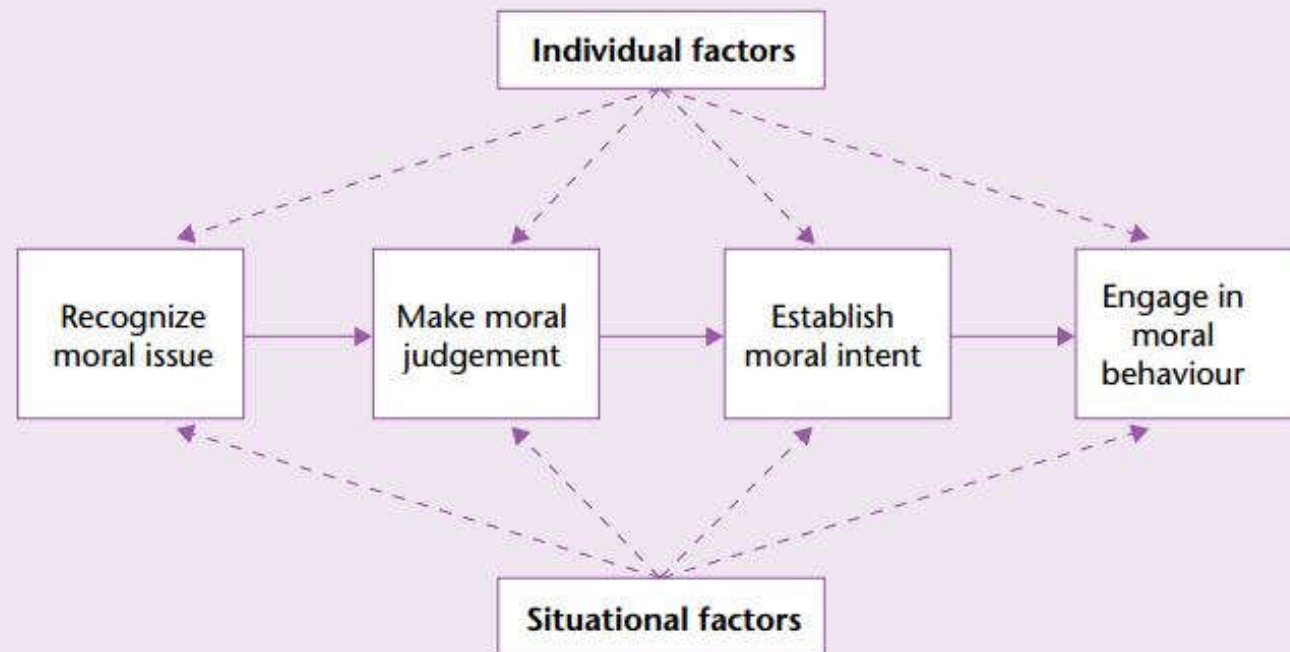 Individual factors
Recognize
moral issue
Make moral
judgement
Establish
moral intent
Engage in
moral
behaviour
Situational factors